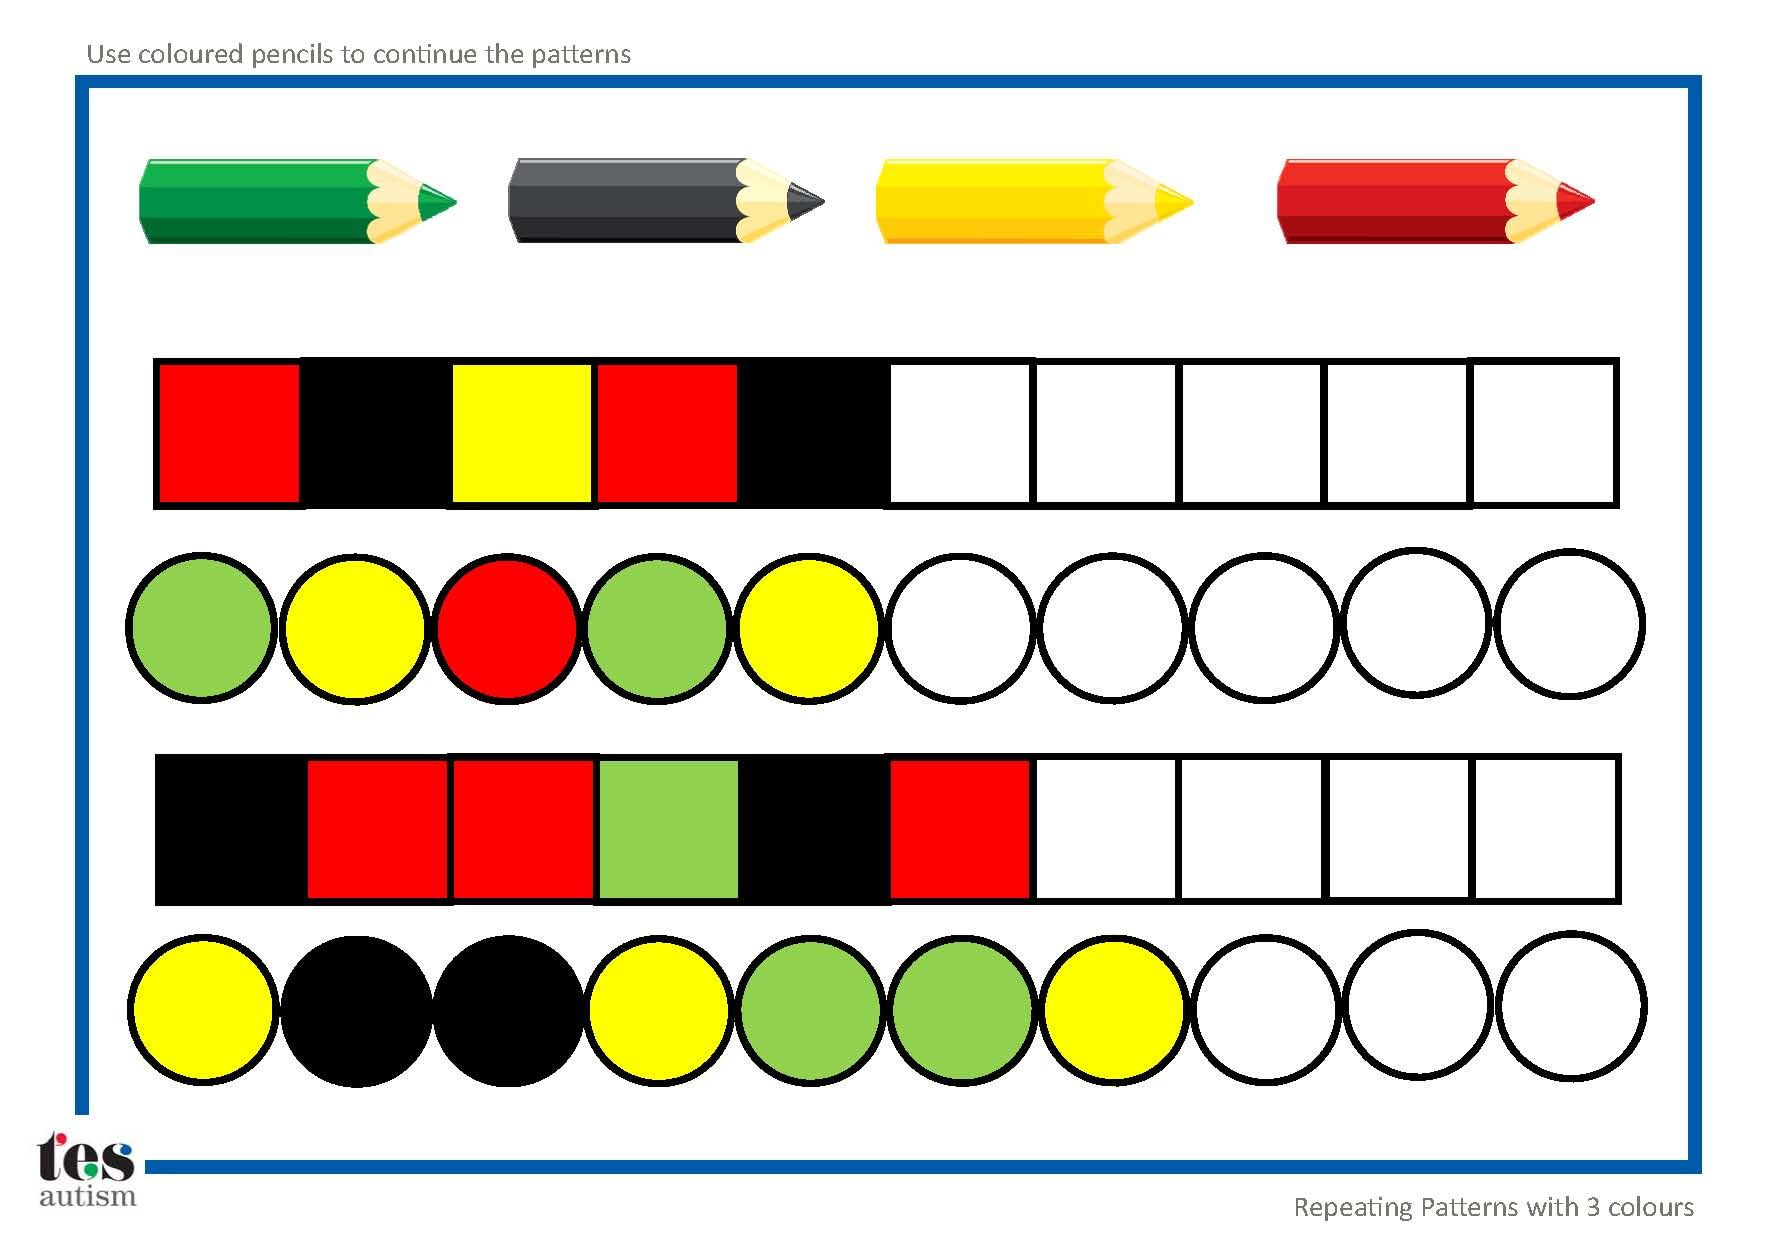 Use coloured pencils to continue the patterns
tes
autism
Repeating Patterns with 3 colours